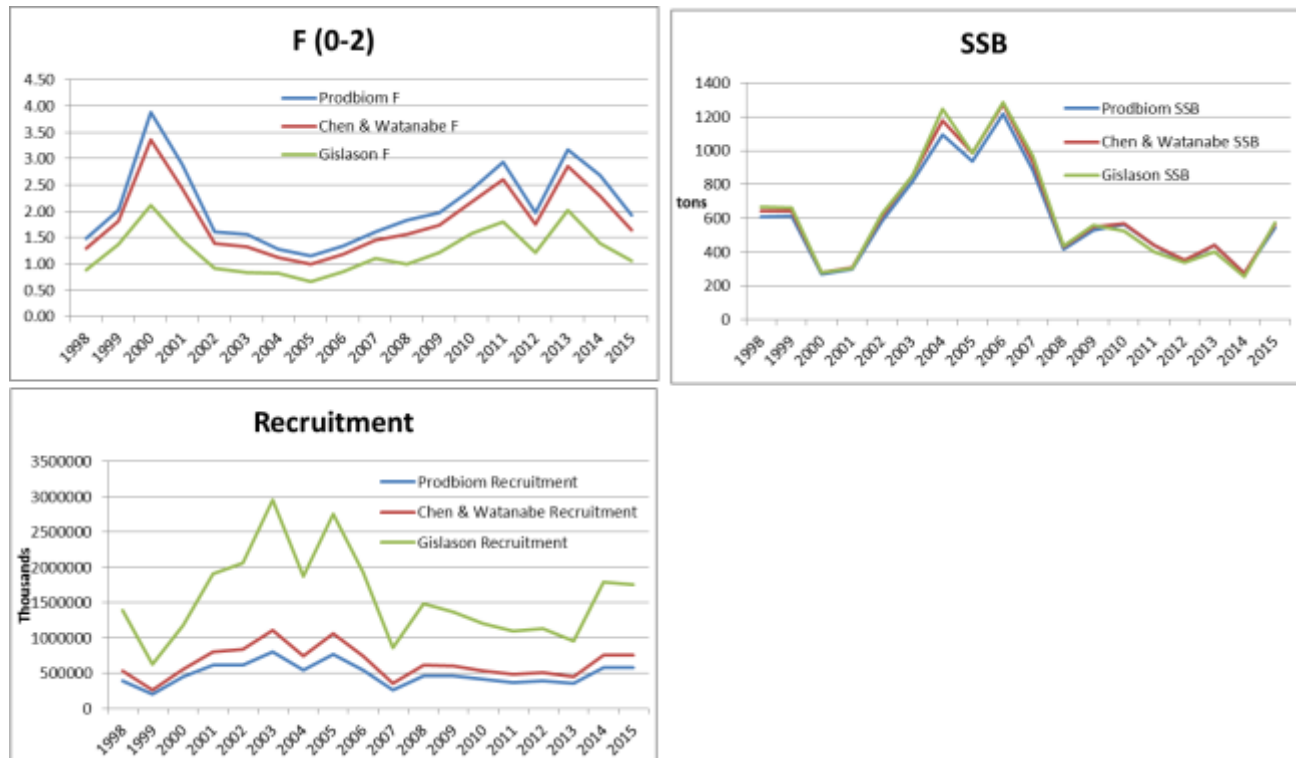 F (0-2)
4.50
4.00
3.50
3.00
2.50
2.00
1.50
1.00
0.50
0.00
Prodbiom F
Chen & Watanabe F
Gislason F
1998 1999 2000 2001 2002 2003 2004 2005 2006 2007 2008 2009 2010 2011 2012 2013 2014 2015
SSB
1400
1200
1000
800
600
400
200
0
tons
Prodbiom SSB
Chen & Watanabe SSB
Gislason SSB
1998 1999 2000 2001 2002 2003 2004 2005 2006 2007 2008 2009 2010 2011 2012 2013 2014 2015
Recruitment
3500000
3000000
2500000
2000000
1500000
1000000
500000
0
Thousands
Prodbiom Recruitment
Chen & Watanabe Recruitment
Gislason Recruitment
1998 1999 2000 2001 2002 2003 2004 2005 2006 2007 2008 2009 2010 2011 2012 2013 2014 2015